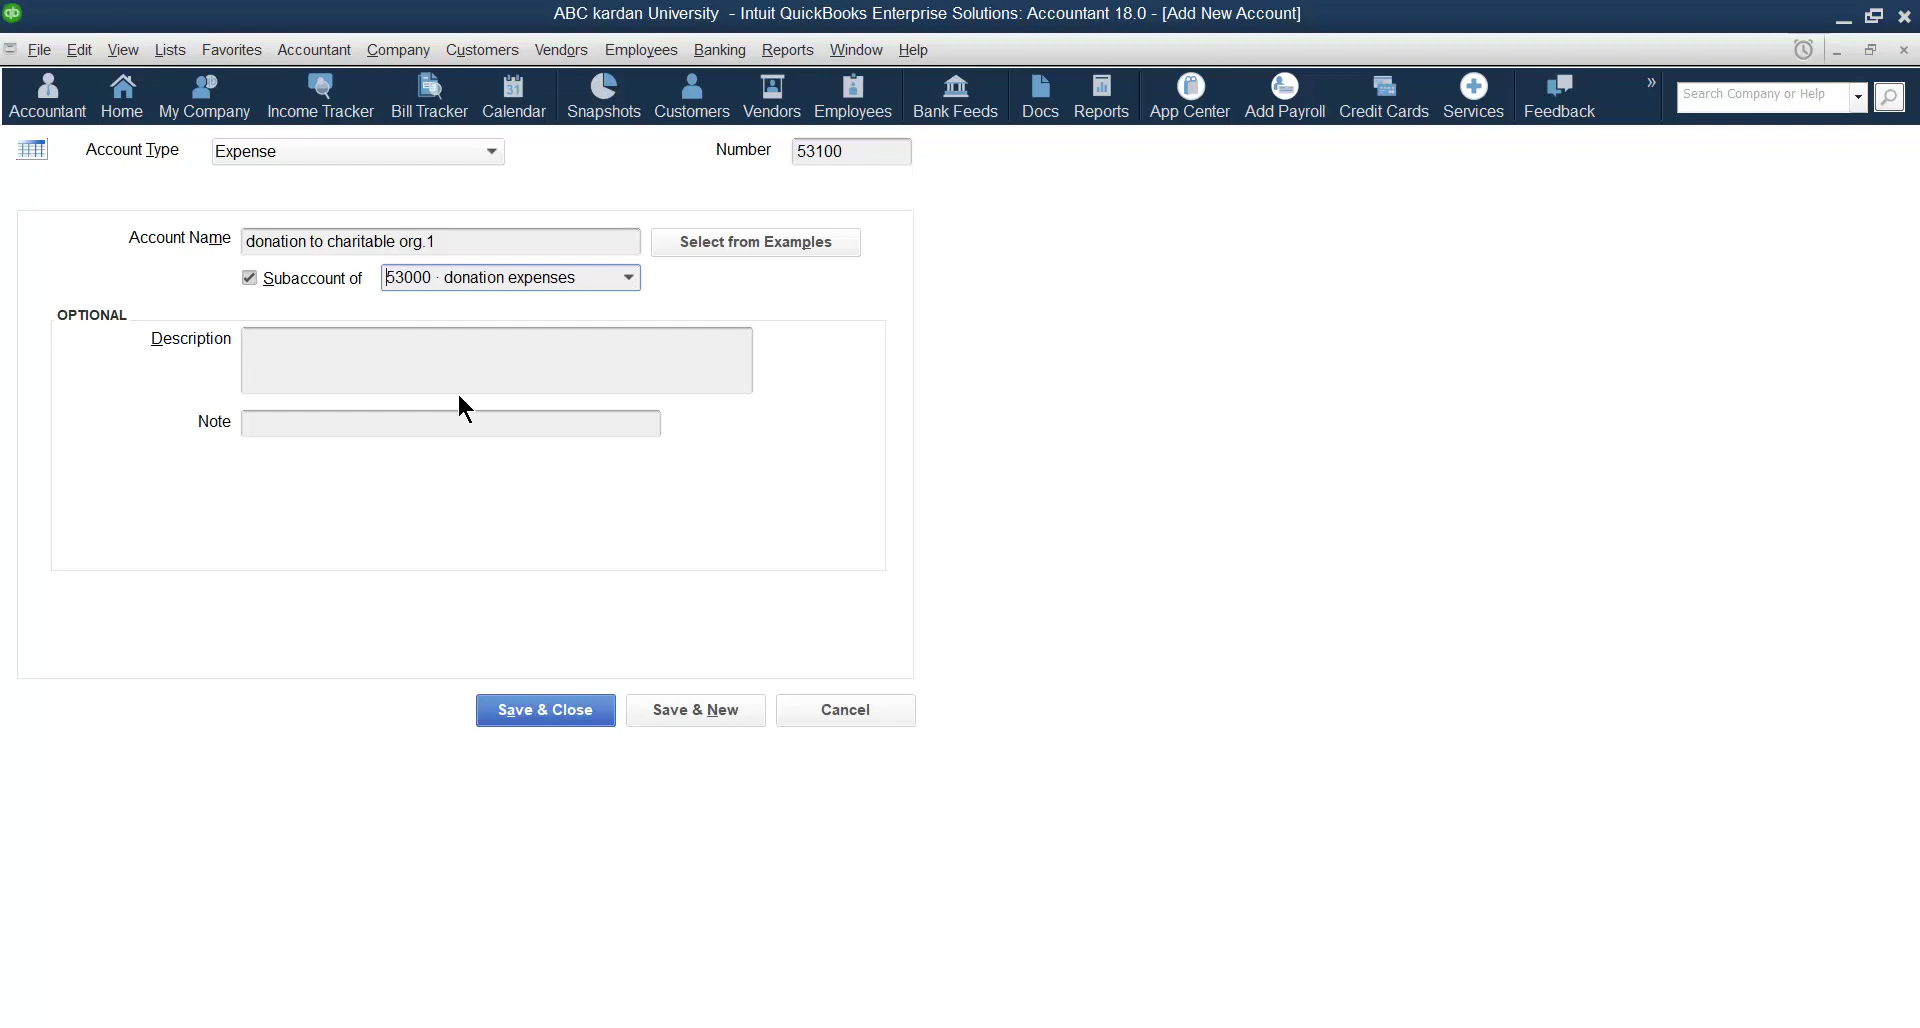 ABC kardan University - Intuit QuickBooks Enterprise Solutions: Accountant 18.0 - [Add New Account]
File Edit View Lists Favorites Accountant Company Customers Vendors Employees Banking Reports Window Help
Accountant Home My Company Income Tracker Bill Tracker Calendar Snapshots Customers Vendors Employees Bank Feeds Docs Reports App Center Add Payroll Credit Cards Services Feedback » Search Company or Help
Account Type Expense Number 53100
Account Name donation to charitable org.1 Select from Examples
Subaccount of 53000 · donation expenses
OPTIONAL
Description
Note
Save & Close Save & New Cancel